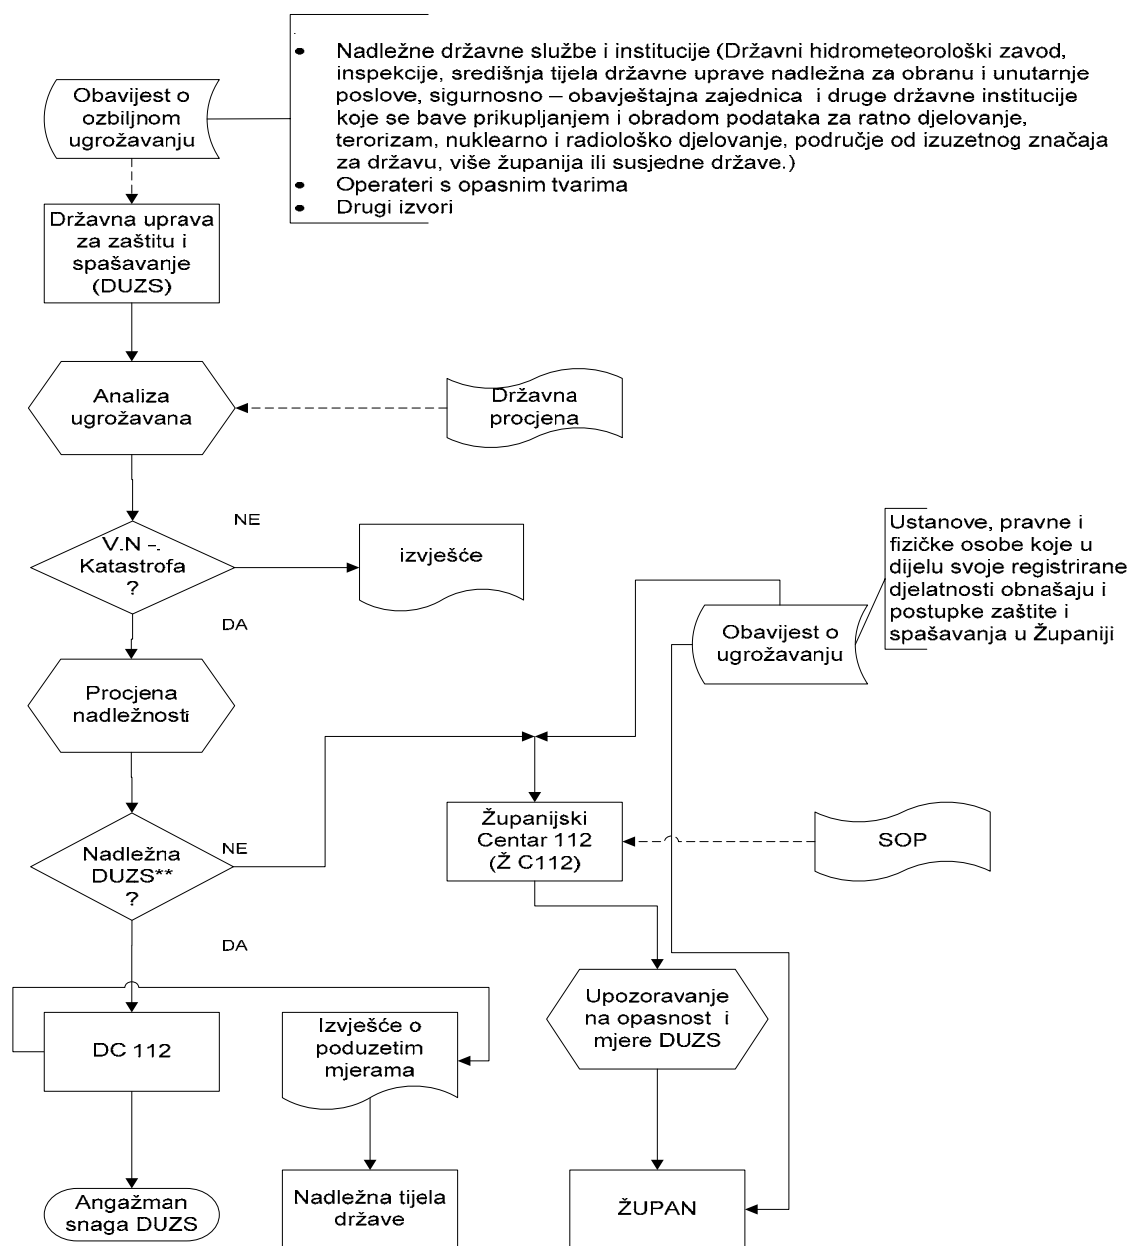 Obavijest o
ozbiljnom
ugrožavanju
• Nadležne državne službe i institucije (Državni hidrometeorološki zavod,
inspekcije, središnja tijela državne uprave nadležna za obranu i unutarnje
poslove, sigurnosno – obavještajna zajednica i druge državne institucije
koje se bave prikupljanjem i obradom podataka za ratno djelovanje,
terorizam, nuklearno i radiološko djelovanje, područje od izuzetnog značaja
za državu, više županija ili susjedne države.)
• Operateri s opasnim tvarima
• Drugi izvori
Državna uprava
za zaštitu i
spašavanje
(DUZS)
Analiza
ugrožavana
Državna
procjena
V.N –.
Katastrofa
?
NE
izvješće
DA
Ustanove, pravne i
fizičke osobe koje u
dijelu svoje registrirane
djelatnosti obnašaju i
postupke zaštite i
spašavanja u Županiji
Obavijest o
ugrožavanju
Procjena
nadležnosti
Nadležna
DUZS**
?
NE
Županijski
Centar 112
(Ž C112)
SOP
DA
DC 112
Izvješće o
poduzetim
mjerama
Upozoravanje
na opasnost i
mjere DUZS
Angažman
snaga DUZS
Nadležna tijela
države
ŽUPAN